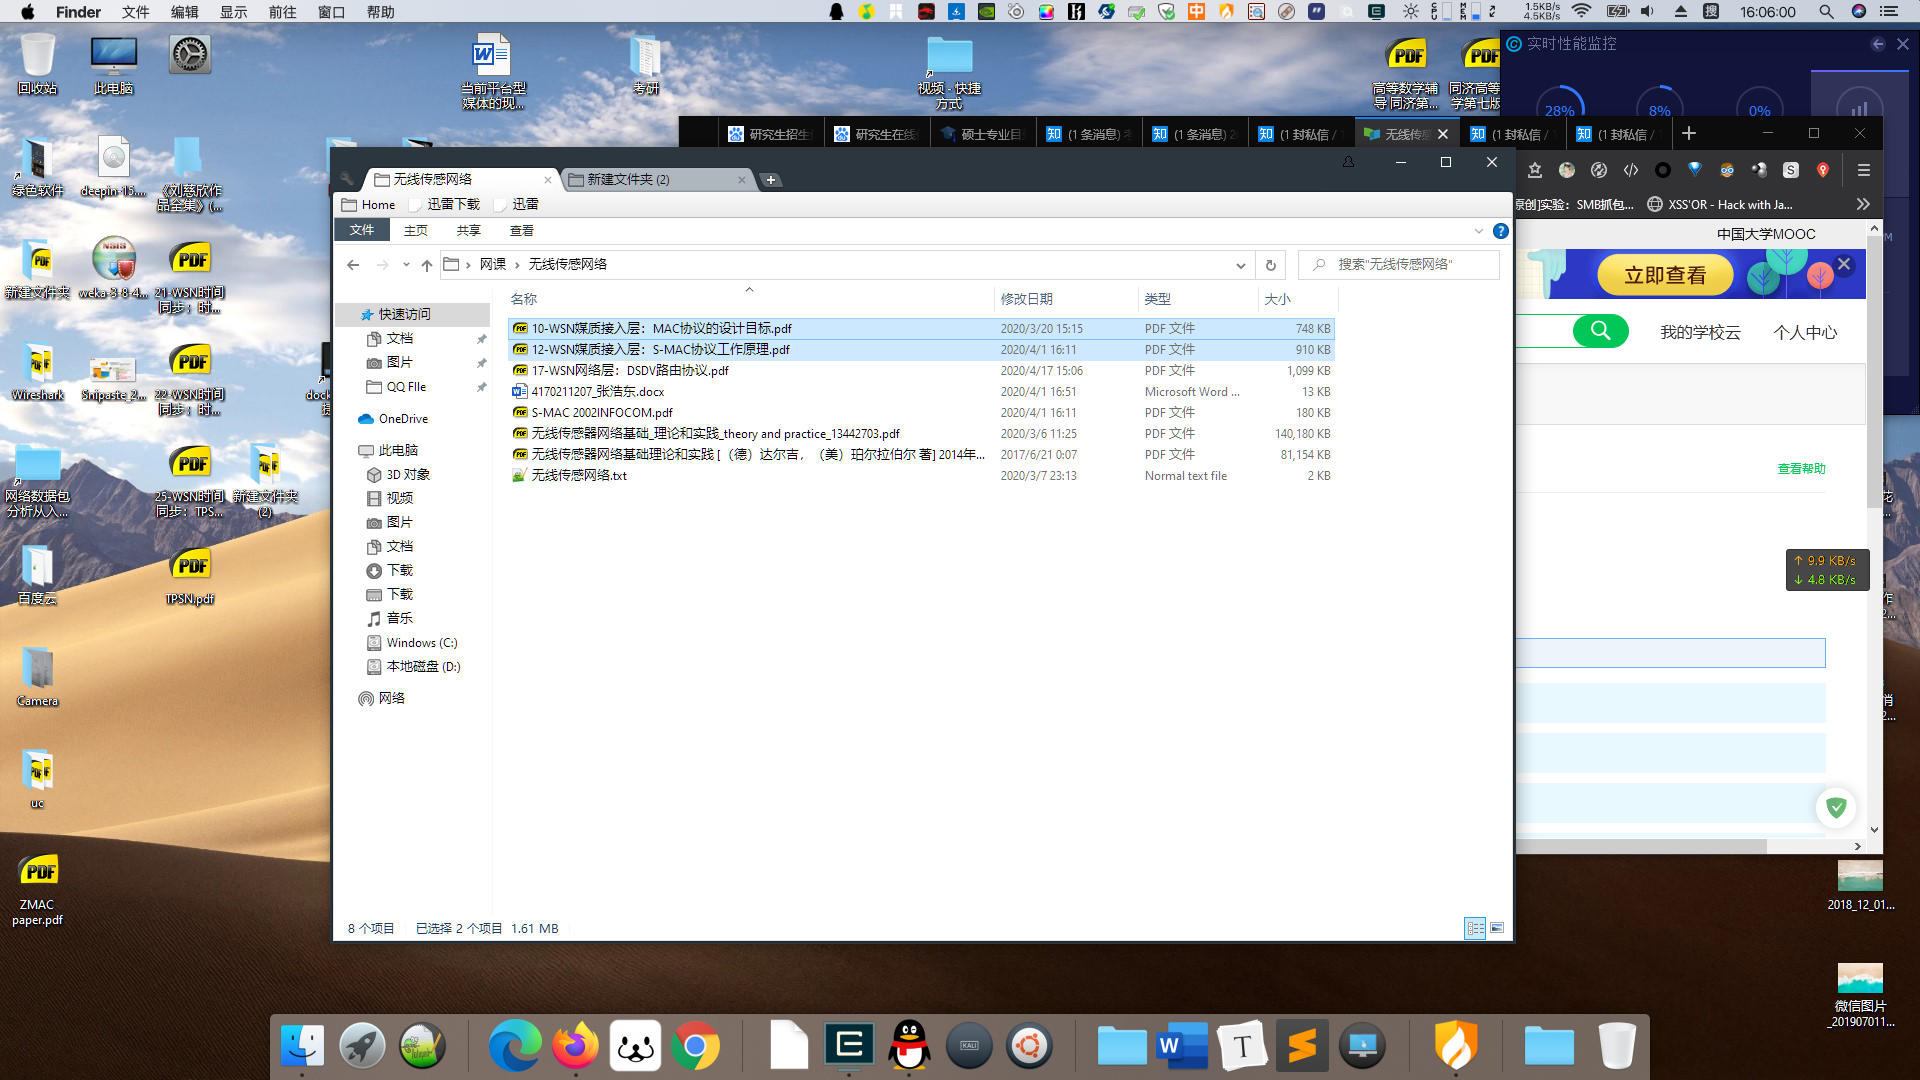 Finder 文件 编辑 显示 前往 窗口 帮助
1.5KB/s
4.5KB/s
16:06:00
回收站
此电脑
当前平台型
媒体的现...
考研
视频 - 快捷
方式
高等数学辅
导 同济第...
同济高等
学第七版
实时性能监控
28%
8%
0%
绿色软件
deepin-15....
《刘慈欣作
品全集》(...
研究生招生
研究生在线
硕士专业目
(1 条消息)
(1 条消息) 2
(1 封私信 /
无线传感
(1 封私信 /
(1 封私信 /
无线传感网络
新建文件夹 (2)
Home 迅雷下载 迅雷
原创]实验：SMB抓包...
XSS'OR - Hack with Ja...
文件 主页 共享 查看
中国大学MOOC
网课 › 无线传感网络
搜索"无线传感网络"
立即查看
新建文件夹
weka-3-8-4...
21-WSN时间
同步：时...
名称 修改日期 类型 大小
快速访问
10-WSN媒质接入层：MAC协议的设计目标.pdf 2020/3/20 15:15 PDF 文件 748 KB
12-WSN媒质接入层：S-MAC协议工作原理.pdf 2020/4/1 16:11 PDF 文件 910 KB
17-WSN网络层：DSDV路由协议.pdf 2020/4/17 15:06 PDF 文件 1,099 KB
4170211207_张浩东.docx 2020/4/1 16:51 Microsoft Word ... 13 KB
S-MAC 2002INFOCOM.pdf 2020/4/1 16:11 PDF 文件 180 KB
无线传感器网络基础_理论和实践_theory and practice_13442703.pdf 2020/3/6 11:25 PDF 文件 140,180 KB
无线传感器网络基础理论和实践 [（德）达尔吉，（美）珀尔拉伯尔 著] 2014年... 2017/6/21 0:07 PDF 文件 81,154 KB
无线传感网络.txt 2020/3/7 23:13 Normal text file 2 KB
文档
图片
QQ FIle
OneDrive
此电脑
3D 对象
视频
图片
文档
下载
下载
音乐
Windows (C:)
本地磁盘 (D:)
网络
我的学校云 个人中心
查看帮助
Wireshark
Snipaste_2...
22-WSN时间
同步：时...
网络数据包
分析从入...
25-WSN时间
同步：TPS...
新建文件夹
(2)
↑ 9.9 KB/s
↓ 4.8 KB/s
百度云
TPSN.pdf
Camera
uc
ZMAC
paper.pdf
8 个项目 已选择 2 个项目 1.61 MB
2018_12_01...
微信图片
_201907011...